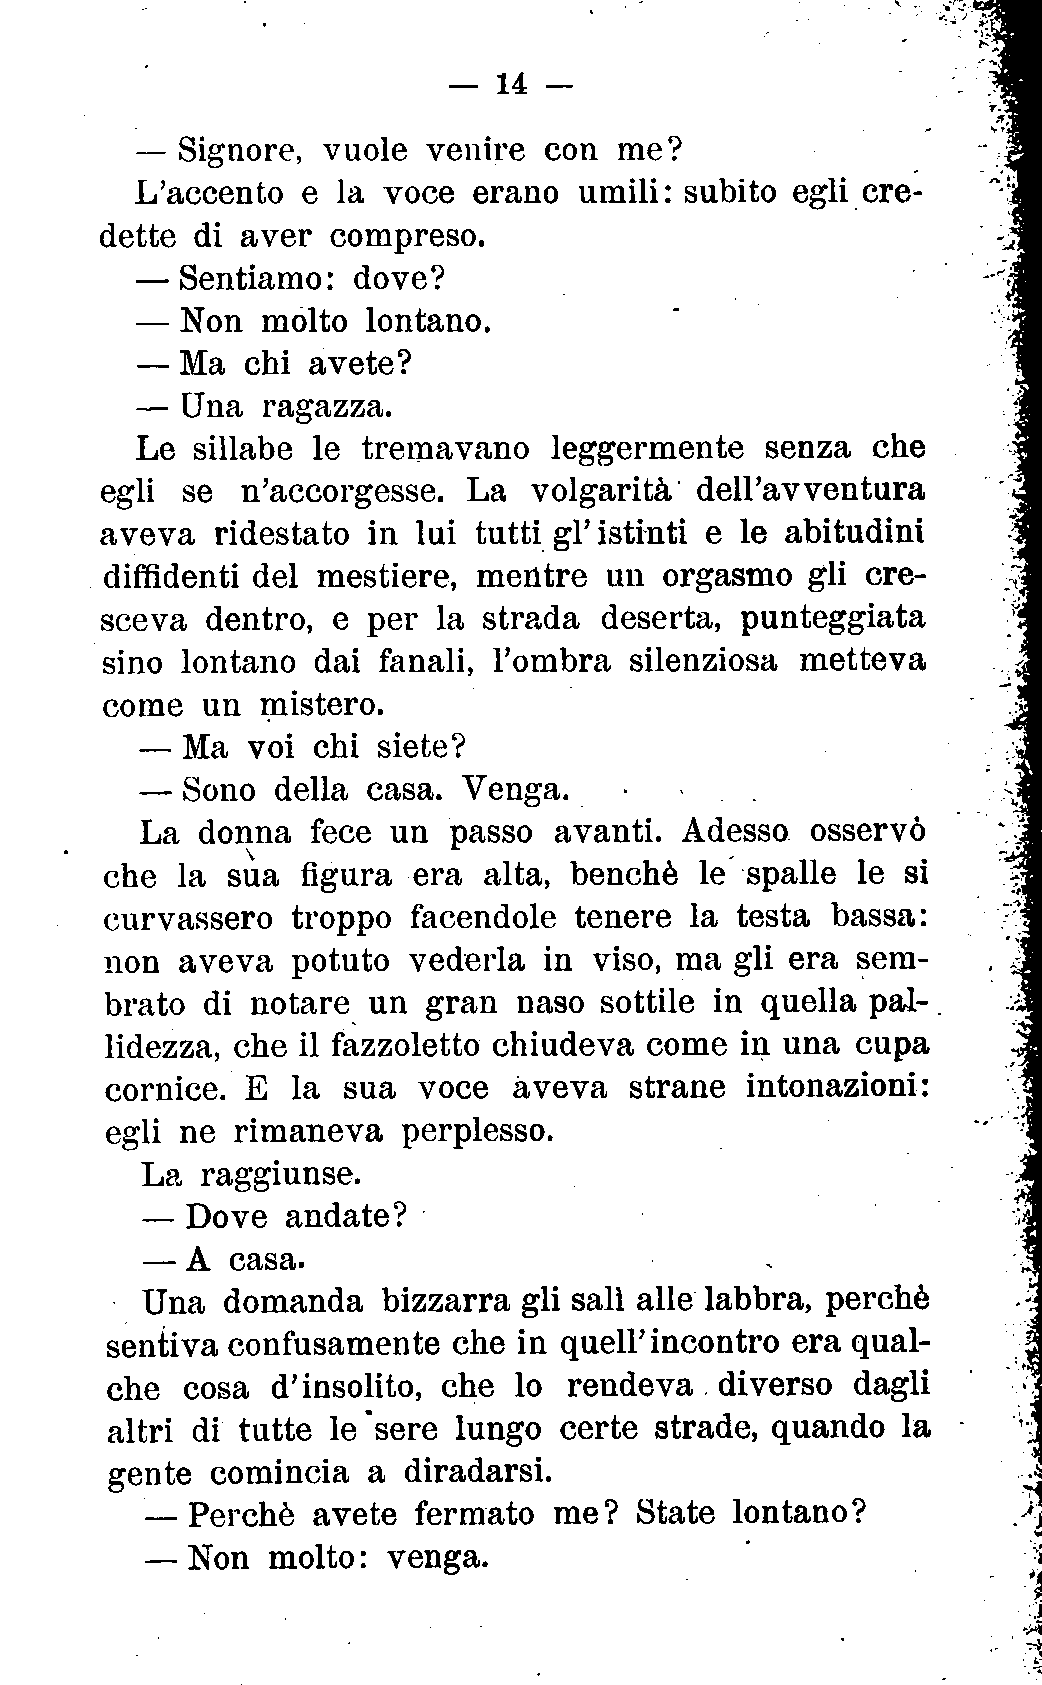 — 14 —
— Signore, vuole venire con me?
L'accento e la voce erano umili: subito egli cre-
dette di aver compreso.
— Sentiamo: dove?
— Non molto lontano.
— Ma chi avete?
— Una ragazza.
Le sillabe le tremavano leggermente senza che
egli se n'accorgesse. La volgarità dell'avventura
aveva ridestato in lui tutti gl'istinti e le abitudini
diffidenti del mestiere, mentre un orgasmo gli cre-
sceva dentro, e per la strada deserta, punteggiata
sino lontano dai fanali, l'ombra silenziosa metteva
come un mistero.
— Ma voi chi siete?
— Sono della casa. Venga.
La donna fece un passo avanti. Adesso osservò
che la sua figura era alta, benchè le spalle le si
curvassero troppo facendole tenere la testa bassa:
non aveva potuto vederla in viso, ma gli era sem-
brato di notare un gran naso sottile in quella pal-
lidezza, che il fazzoletto chiudeva come in una cupa
cornice. E la sua voce aveva strane intonazioni:
egli ne rimaneva perplesso.
La raggiunse.
— Dove andate?
— A casa.
Una domanda bizzarra gli salì alle labbra, perchè
sentiva confusamente che in quell'incontro era qual-
che cosa d'insolito, che lo rendeva diverso dagli
altri di tutte le sere lungo certe strade, quando la
gente comincia a diradarsi.
— Perchè avete fermato me? State lontano?
— Non molto: venga.